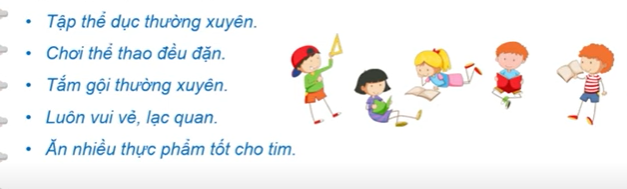 • Tập thể dục thường xuyên.
• Chơi thể thao đều đặn.
• Tắm gội thường xuyên.
• Luôn vui vẻ, lạc quan.
• Ăn nhiều thực phẩm tốt cho tim.